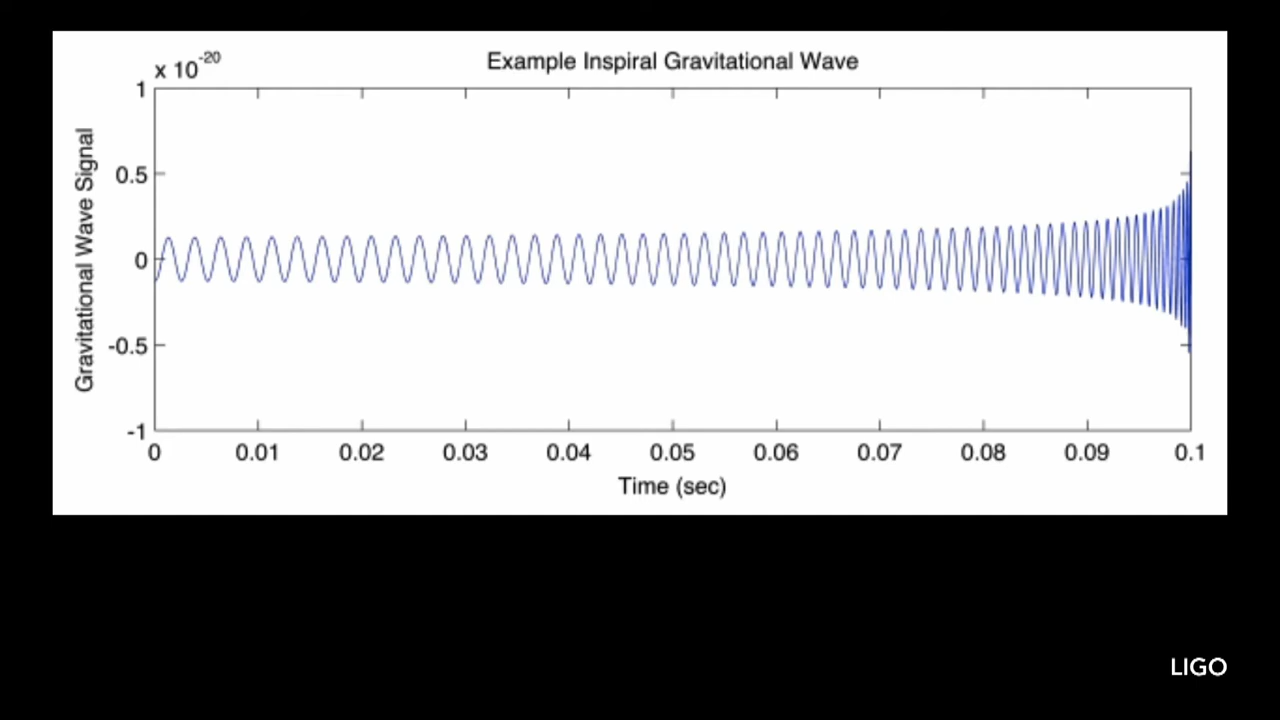 Example Inspiral Gravitational Wave
x 10^-20
1
0.5
0
-0.5
-1
Gravitational Wave Signal
0 0.01 0.02 0.03 0.04 0.05 0.06 0.07 0.08 0.09 0.1
Time (sec)
LIGO